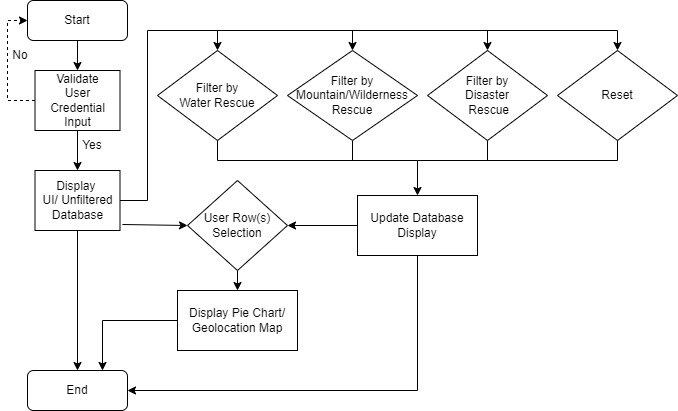 Start
No
Validate
User
Credential
Input
Yes
Display
UI/ Unfiltered
Database
Filter by
Water Rescue
Filter by
Mountain/Wilderness
Rescue
Filter by
Disaster
Rescue
Reset
User Row(s)
Selection
Update Database
Display
Display Pie Chart/
Geolocation Map
End